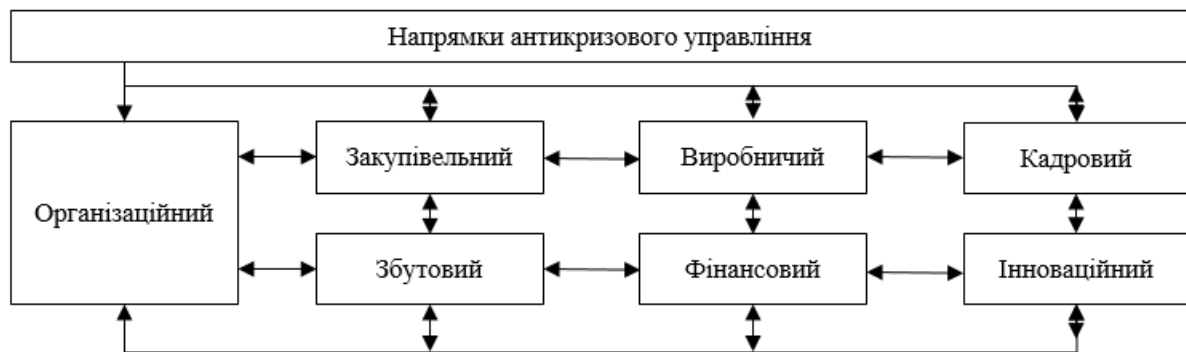 Напрямки антикризового управління
Закупівельний
Виробничий
Кадровий
Організаційний
Збутовий
Фінансовий
Інноваційний